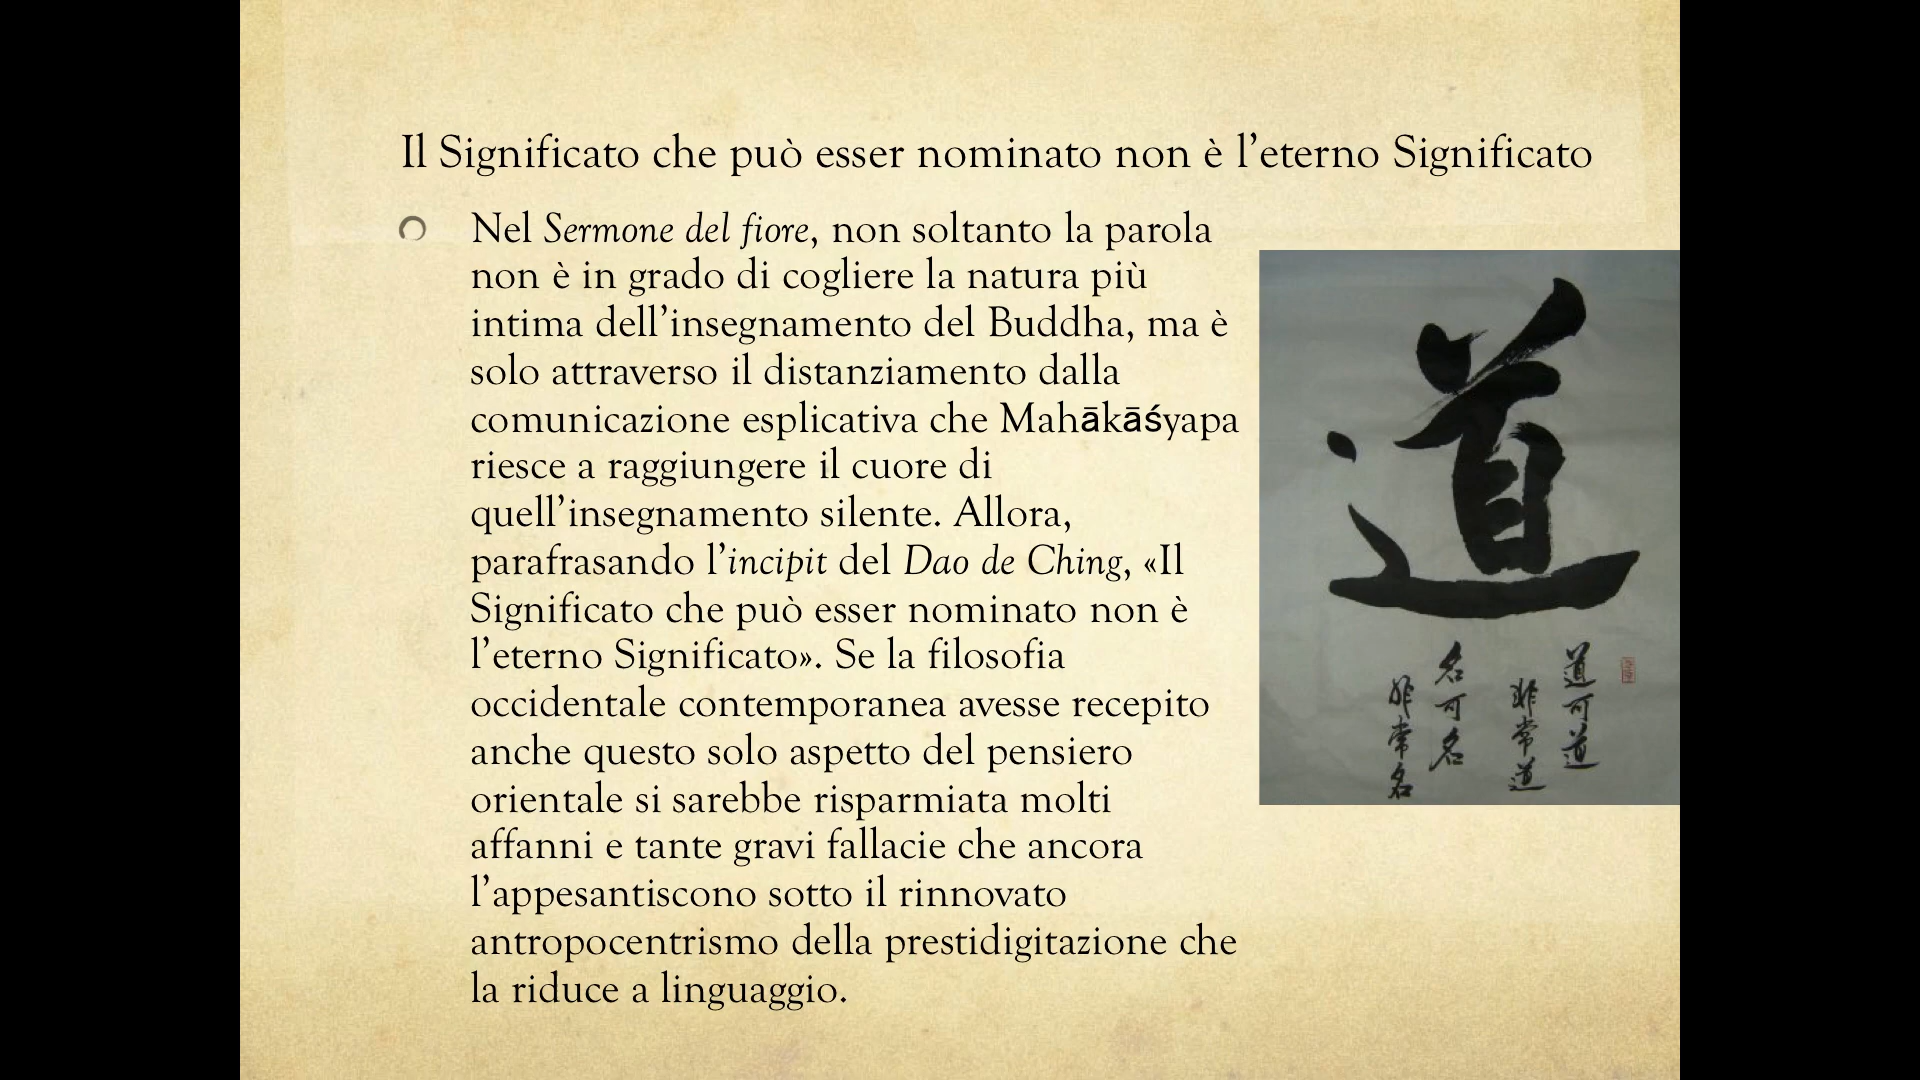 Il Significato che può esser nominato non è l’eterno Significato
Nel Sermone del fiore, non soltanto la parola
non è in grado di cogliere la natura più
intima dell’insegnamento del Buddha, ma è
solo attraverso il distanziamento dalla
comunicazione esplicativa che Mahākāśyapa
riesce a raggiungere il cuore di
quell’insegnamento silente. Allora,
parafrasando l’incipit del Dao de Ching, «Il
Significato che può esser nominato non è
l’eterno Significato». Se la filosofia
occidentale contemporanea avesse recepito
anche questo solo aspetto del pensiero
orientale si sarebbe risparmiata molti
affanni e tante gravi fallacie che ancora
l’appesantiscono sotto il rinnovato
antropocentrismo della prestidigitazione che
la riduce a linguaggio.
道
道可道
非常道
名可名
非常名